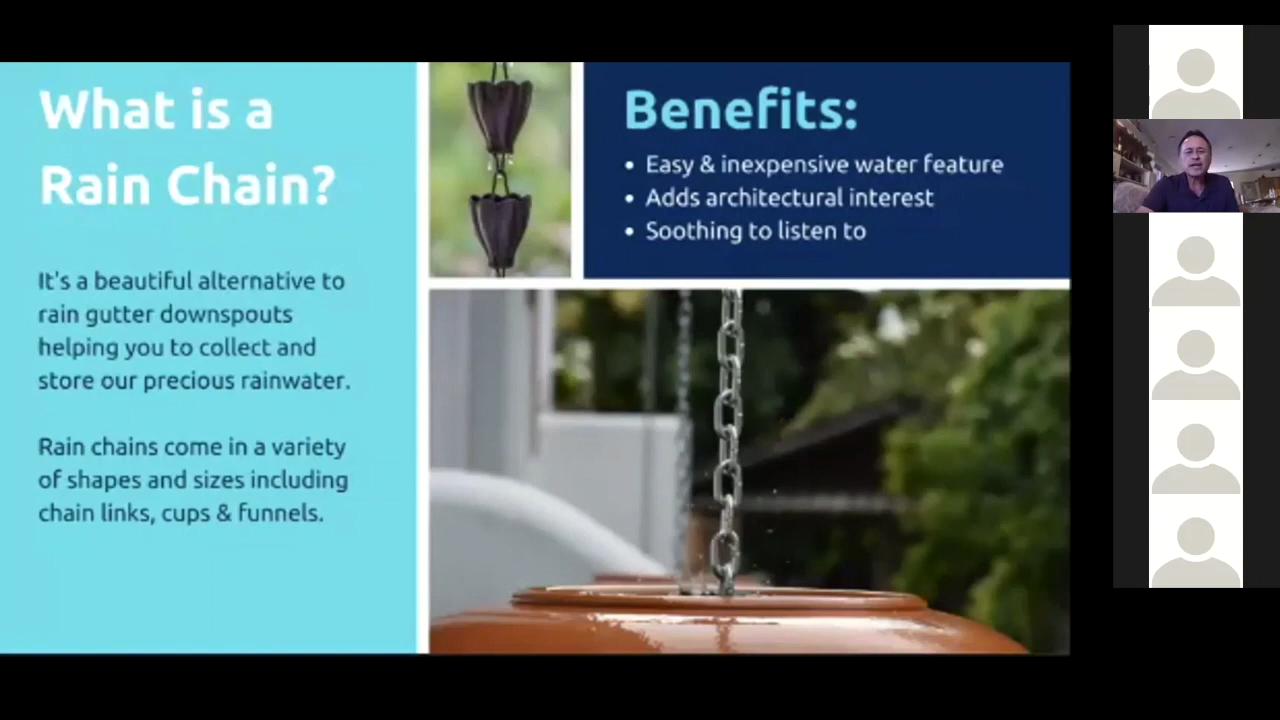 What is a
Rain Chain?
It's a beautiful alternative to
rain gutter downspouts
helping you to collect and
store our precious rainwater.
Rain chains come in a variety
of shapes and sizes including
chain links, cups & funnels.
Benefits:
• Easy & inexpensive water feature
• Adds architectural interest
• Soothing to listen to